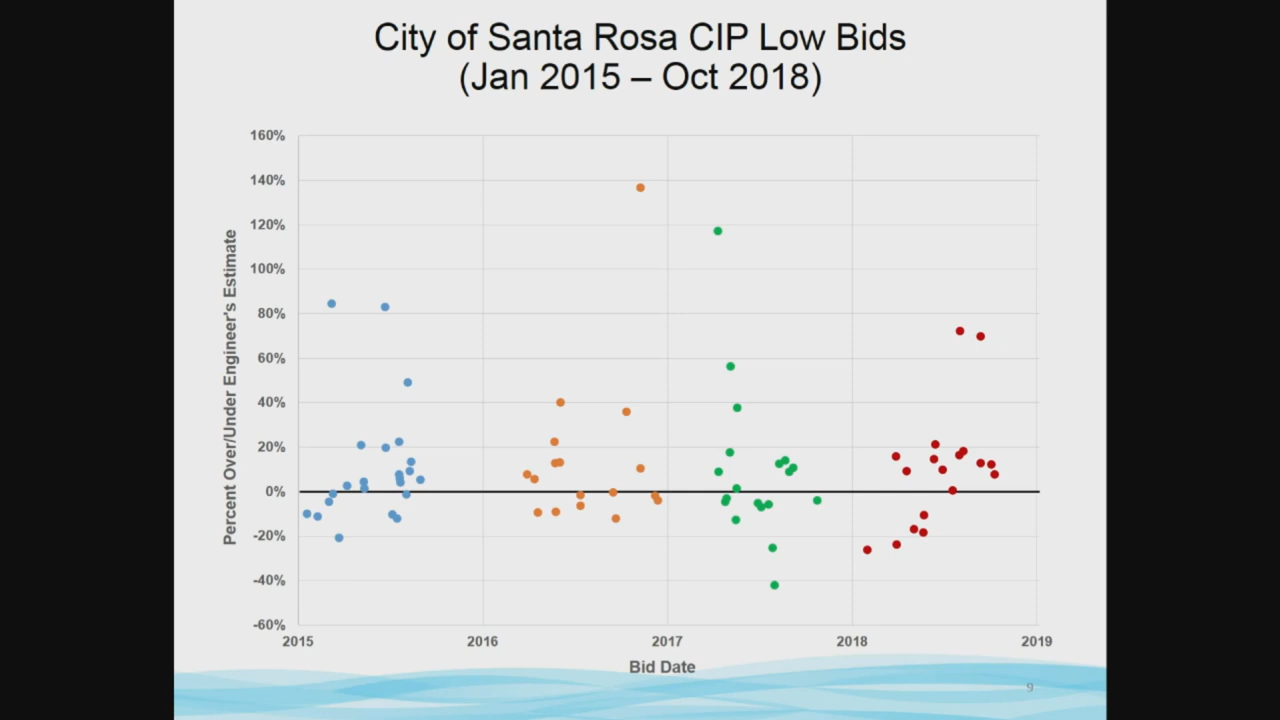 City of Santa Rosa CIP Low Bids
(Jan 2015 – Oct 2018)
160%
140%
120%
100%
80%
60%
40%
20%
0%
-20%
-40%
-60%
Percent Over/Under Engineer's Estimate
2015 2016 2017 2018 2019
Bid Date
9